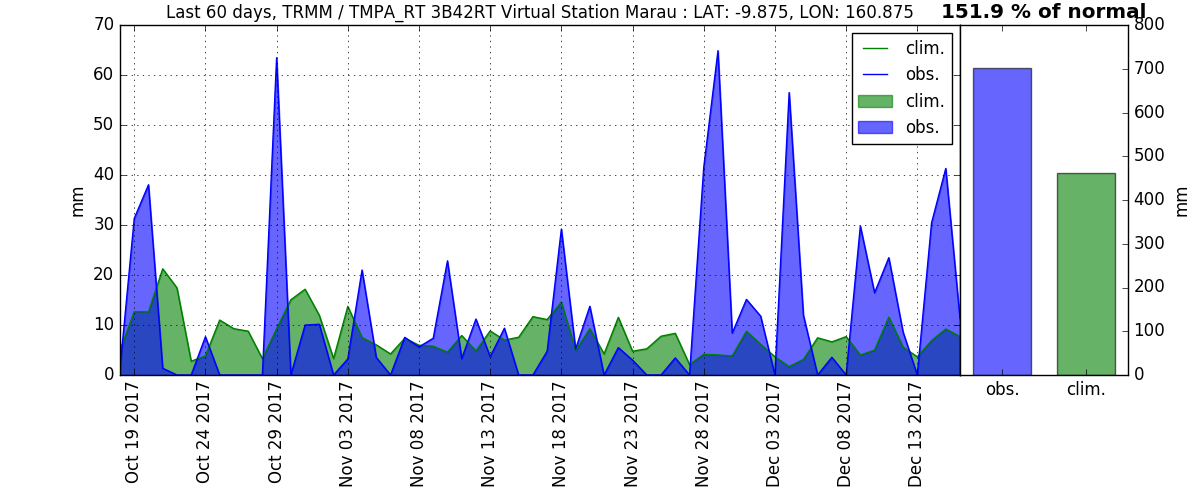 Last 60 days, TRMM / TMPA_RT 3B42RT Virtual Station Marau : LAT: -9.875, LON: 160.875
151.9 % of normal
70
60
50
40
30
20
10
0
mm
clim.
obs.
clim.
obs.
800
700
600
500
400
300
200
100
0
mm
obs.
clim.
Oct 19 2017
Oct 24 2017
Oct 29 2017
Nov 03 2017
Nov 08 2017
Nov 13 2017
Nov 18 2017
Nov 23 2017
Nov 28 2017
Dec 03 2017
Dec 08 2017
Dec 13 2017